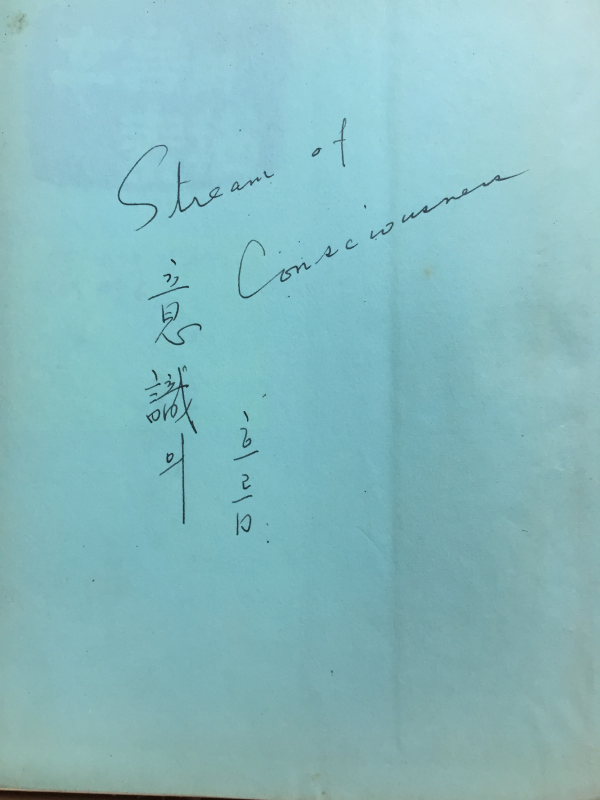 Stream of
Consciousness
意識의
흐름